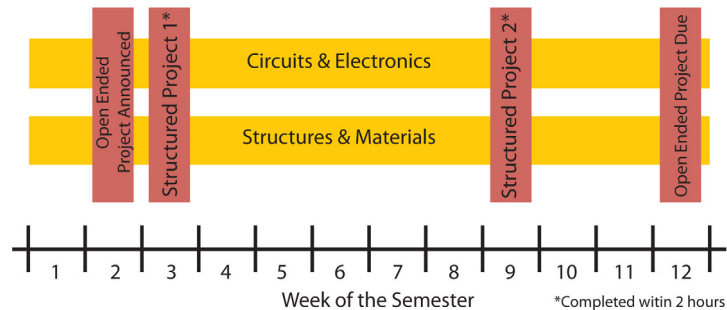 Open Ended
Project Announced
Structured Project 1*
Circuits & Electronics
Structures & Materials
Structured Project 2*
Open Ended Project Due
1 2 3 4 5 6 7 8 9 10 11 12
Week of the Semester
*Completed witin 2 hours